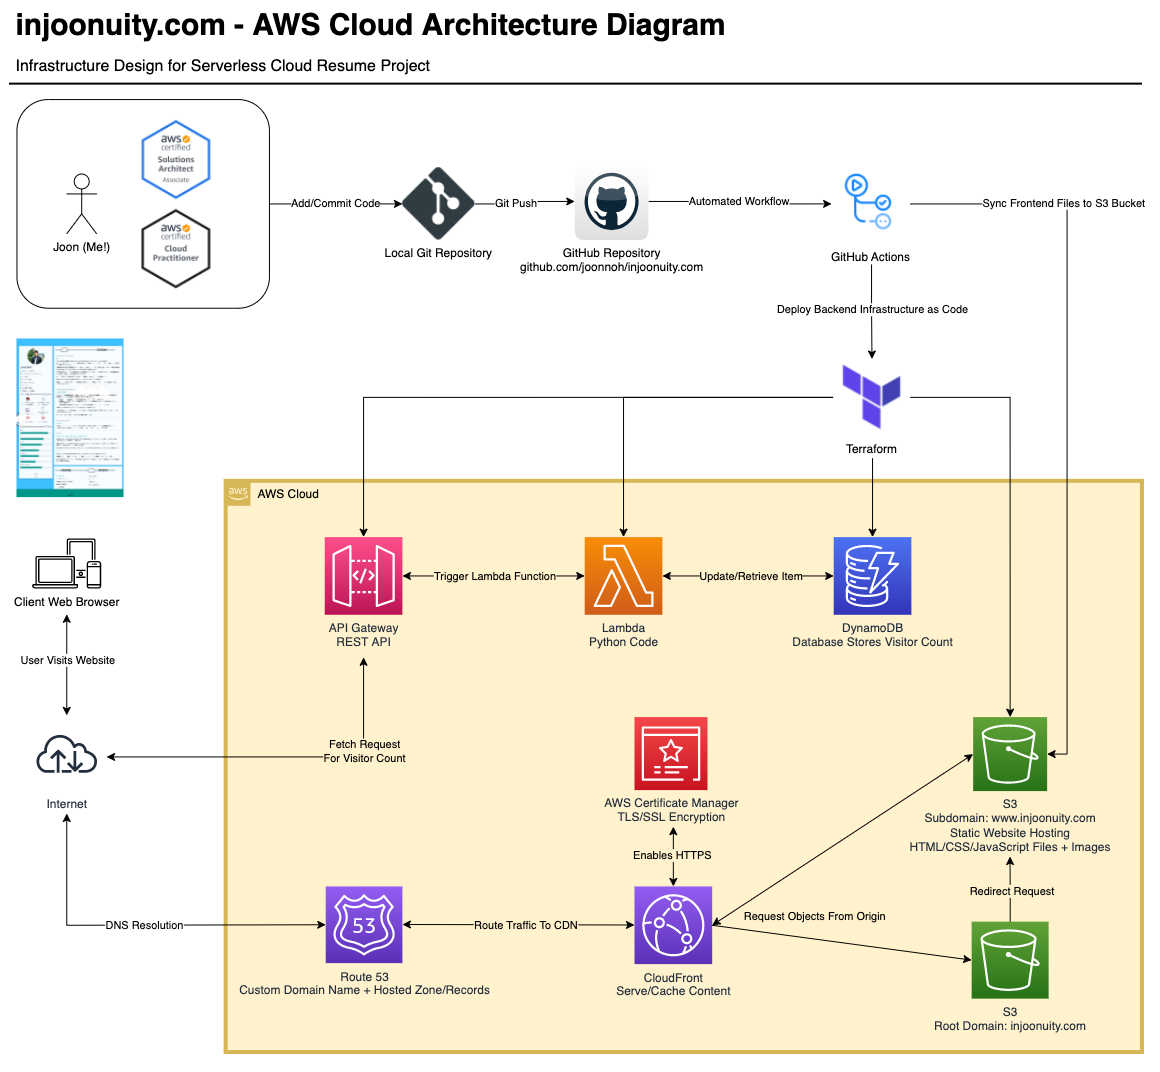 injoonuity.com - AWS Cloud Architecture Diagram
Infrastructure Design for Serverless Cloud Resume Project
aws
certified
Solutions
Architect
Associate
aws
certified
Cloud
Practitioner
Joon (Me!)
Add/Commit Code
Local Git Repository
Git Push
GitHub Repository
github.com/joonnoh/injoonuity.com
Automated Workflow
GitHub Actions
Sync Frontend Files to S3 Bucket
Deploy Backend Infrastructure as Code
Terraform
aws
AWS Cloud
Client Web Browser
User Visits Website
Internet
API Gateway
REST API
Trigger Lambda Function
Lambda
Python Code
Update/Retrieve Item
DynamoDB
Database Stores Visitor Count
Fetch Request
For Visitor Count
AWS Certificate Manager
TLS/SSL Encryption
Enables HTTPS
S3
Subdomain: www.injoonuity.com
Static Website Hosting
HTML/CSS/JavaScript Files + Images
Redirect Request
DNS Resolution
53
Route 53
Custom Domain Name + Hosted Zone/Records
Route Traffic To CDN
CloudFront
Serve/Cache Content
Request Objects From Origin
S3
Root Domain: injoonuity.com